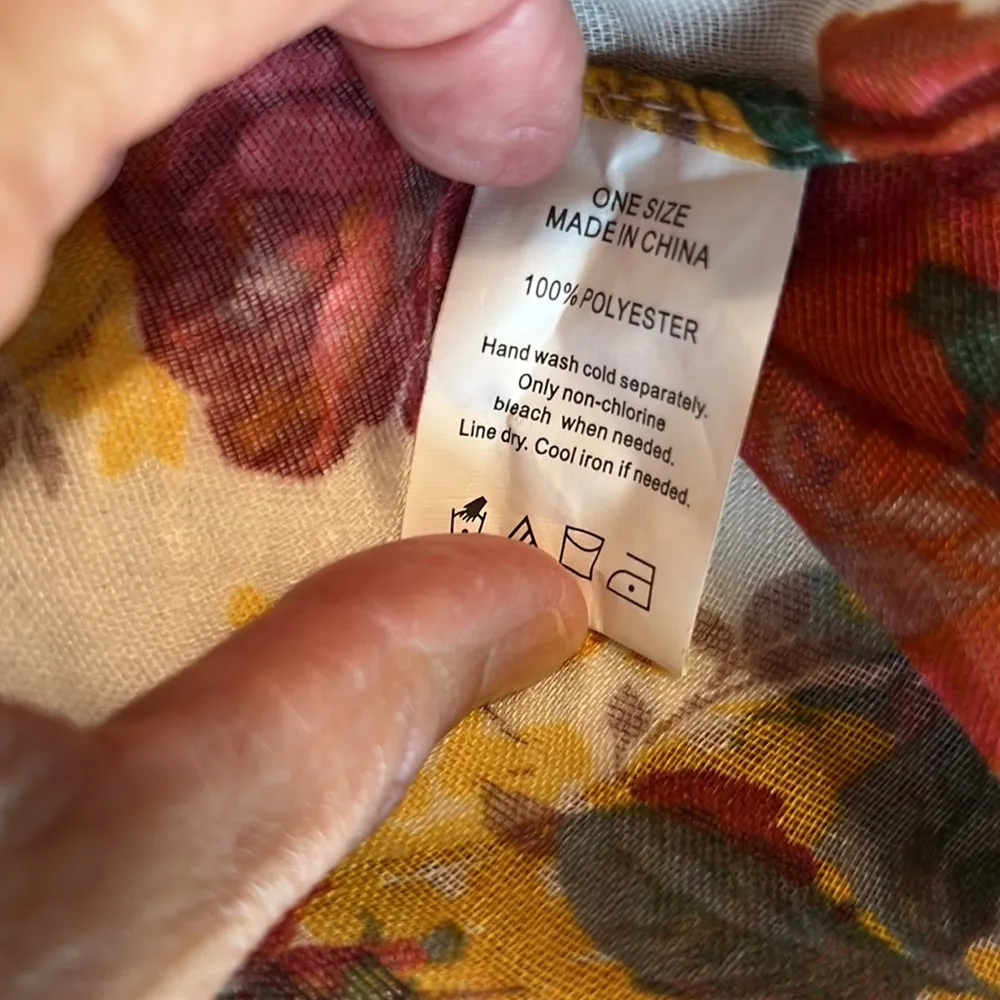 ONE SIZE
MADE IN CHINA
100% POLYESTER
Hand wash cold separately.
Only non-chlorine
bleach when needed.
Line dry. Cool iron if needed.